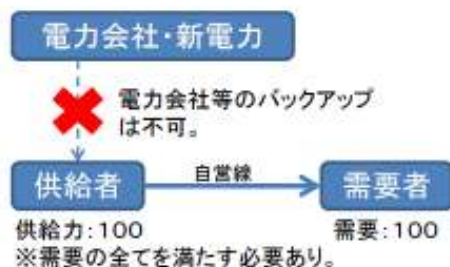 電力会社・新電力
電力会社等のバックアップ
は不可。
供給者
自営線
需要者
供給力:100
需要:100
※需要の全てを満たす必要あり。